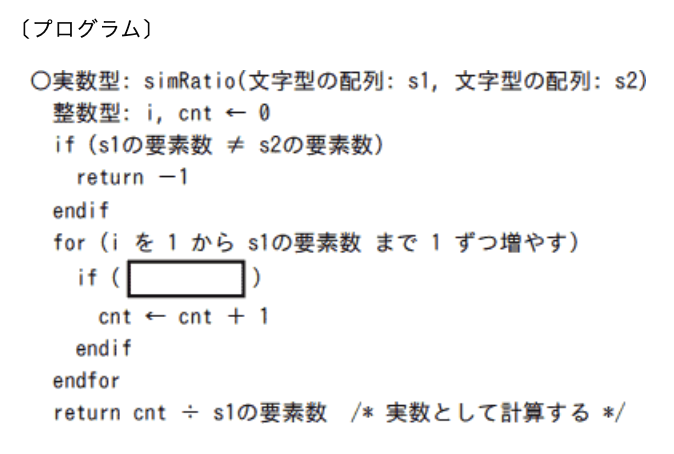 〔プログラム〕
○実数型: simRatio(文字型の配列: s1, 文字型の配列: s2)
整数型: i, cnt ← 0
if (s1の要素数 ≠ s2の要素数)
return －1
endif
for (i を 1 から s1の要素数 まで 1 ずつ増やす)
if ( )
cnt ← cnt + 1
endif
endfor
return cnt ÷ s1の要素数 /* 実数として計算する */